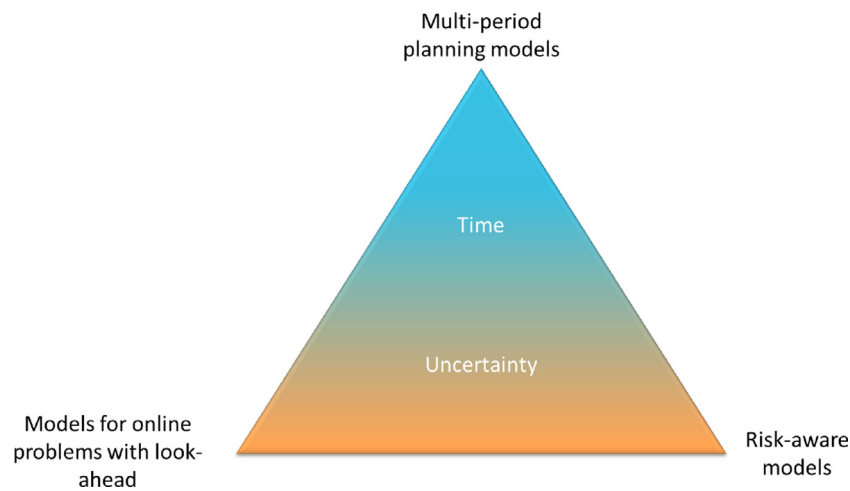 Multi-period
planning models
Time
Uncertainty
Models for online
problems with look-
ahead
Risk-aware
models